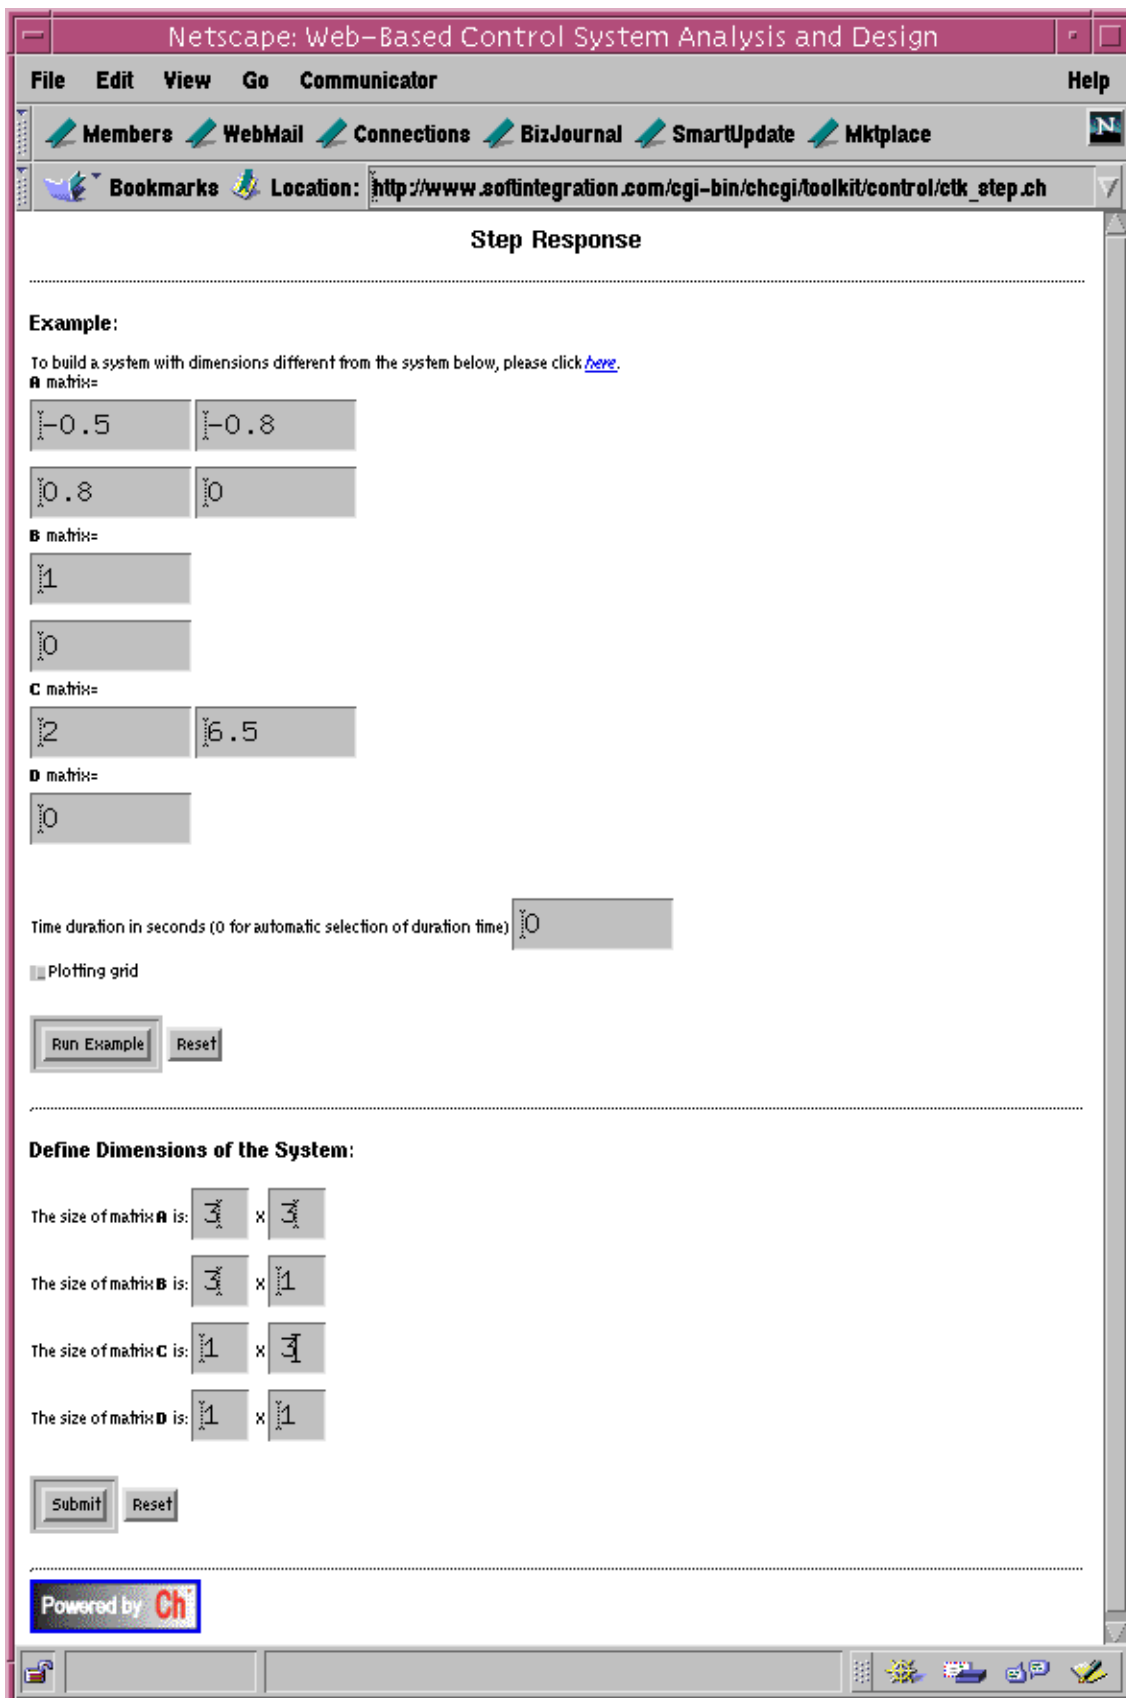 Netscape: Web-Based Control System Analysis and Design
File Edit View Go Communicator Help
Members WebMail Connections BizJournal SmartUpdate Mktplace N
Bookmarks Location: http://www.softintegration.com/cgi-bin/chcgi/toolkit/control/ctk_step.ch
Step Response
Example:
To build a system with dimensions different from the system below, please click here.
A matrix=
-0.5 -0.8
0.8 0
B matrix=
1
0
C matrix=
2 6.5
D matrix=
0
Time duration in seconds (0 for automatic selection of duration time) 0
Plotting grid
Run Example Reset
Define Dimensions of the System:
The size of matrix A is: 3 x 3
The size of matrix B is: 3 x 1
The size of matrix C is: 1 x 3
The size of matrix D is: 1 x 1
Submit Reset
Powered by Ch